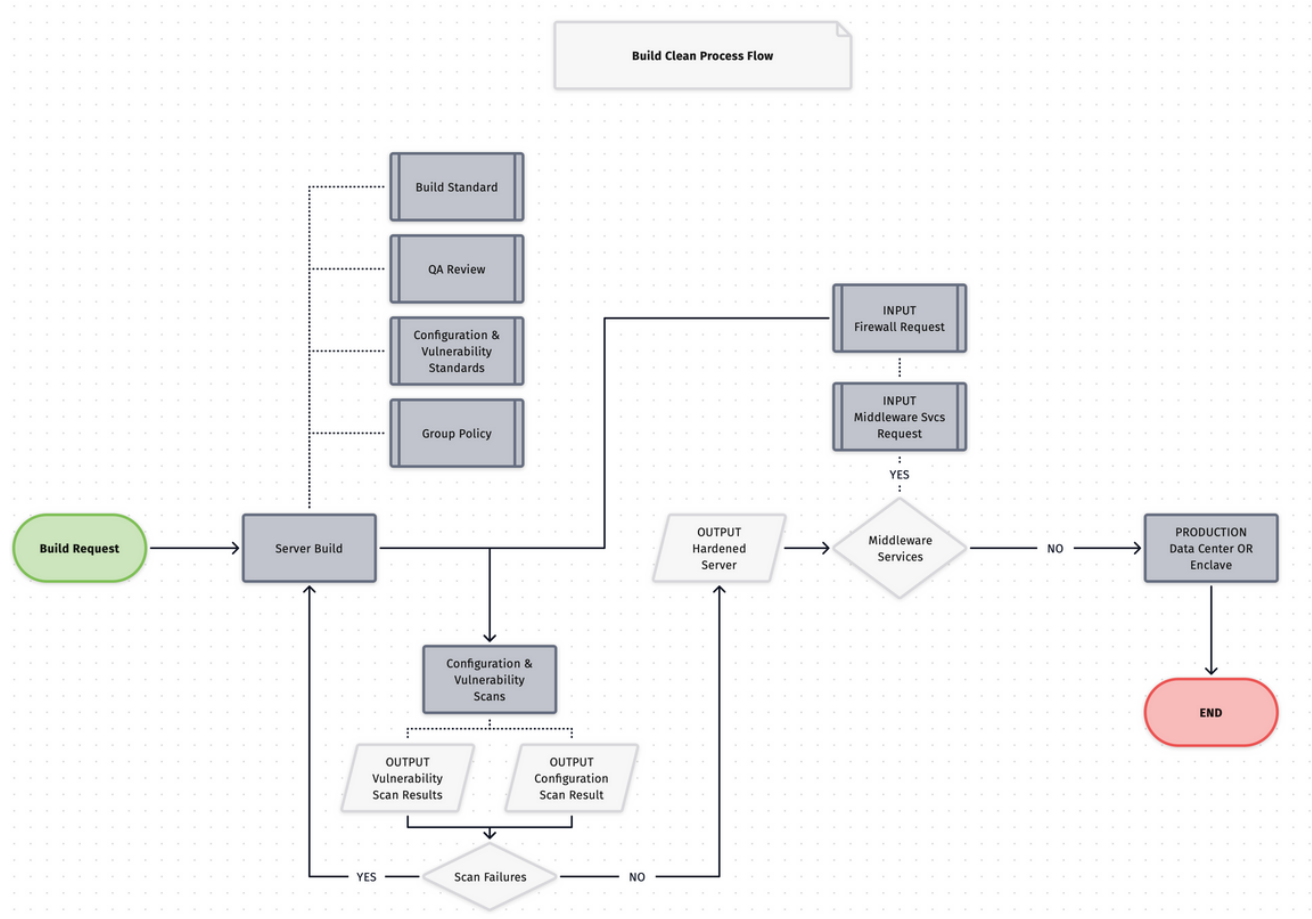 Build Clean Process Flow
Build Standard
QA Review
Configuration &
Vulnerability
Standards
Group Policy
INPUT
Firewall Request
INPUT
Middleware Svcs
Request
YES
Build Request
Server Build
OUTPUT
Hardened
Server
Middleware
Services
NO
PRODUCTION
Data Center OR
Enclave
Configuration &
Vulnerability
Scans
END
OUTPUT
Vulnerability
Scan Results
OUTPUT
Configuration
Scan Result
YES
Scan Failures
NO